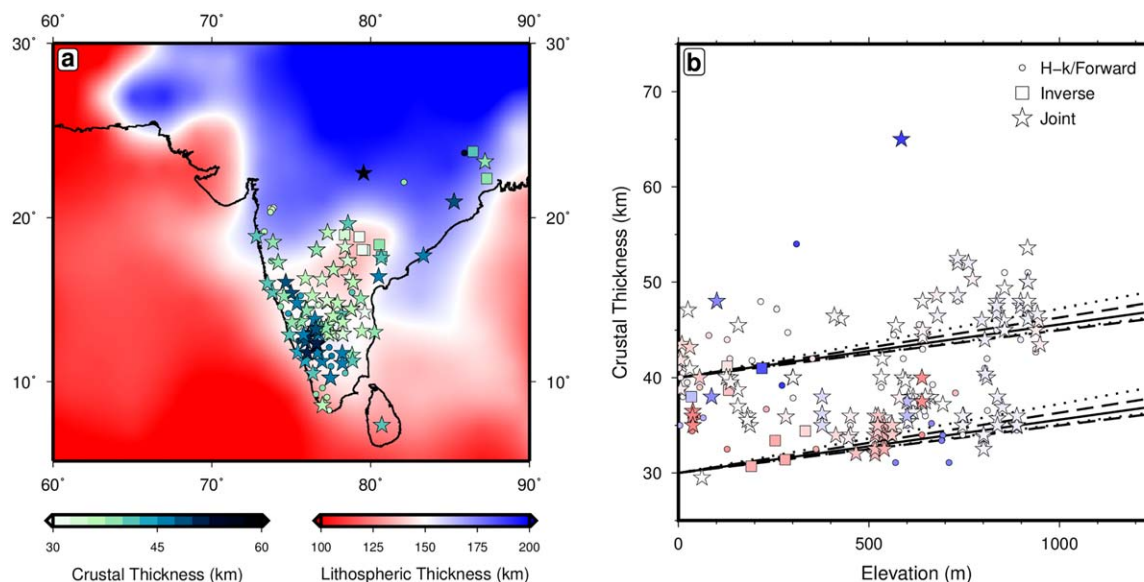 60˚ 70˚ 80˚ 90˚
30˚ 30˚
a
20˚ 20˚
10˚ 10˚
60˚ 70˚ 80˚ 90˚
30 45 60
Crustal Thickness (km)
100 125 150 175 200
Lithospheric Thickness (km)
b
H−k/Forward
Inverse
Joint
70
60
50
40
30
Crustal Thickness (km)
0 500 1000
Elevation (m)